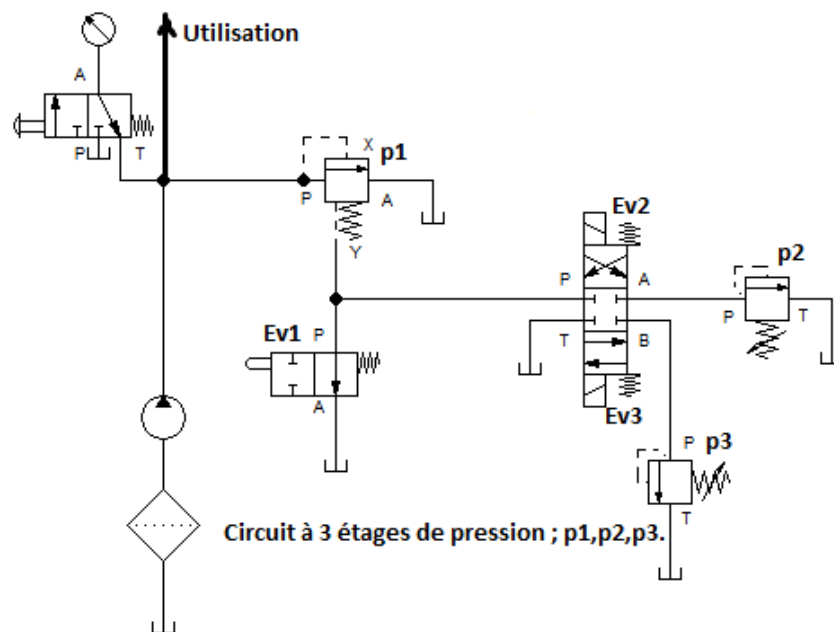 Utilisation
A
P
T
X
p1
P
A
Y
Ev2
P
A
p2
P
T
Ev1
P
A
T
B
Ev3
P
p3
T
Circuit à 3 étages de pression ; p1,p2,p3.